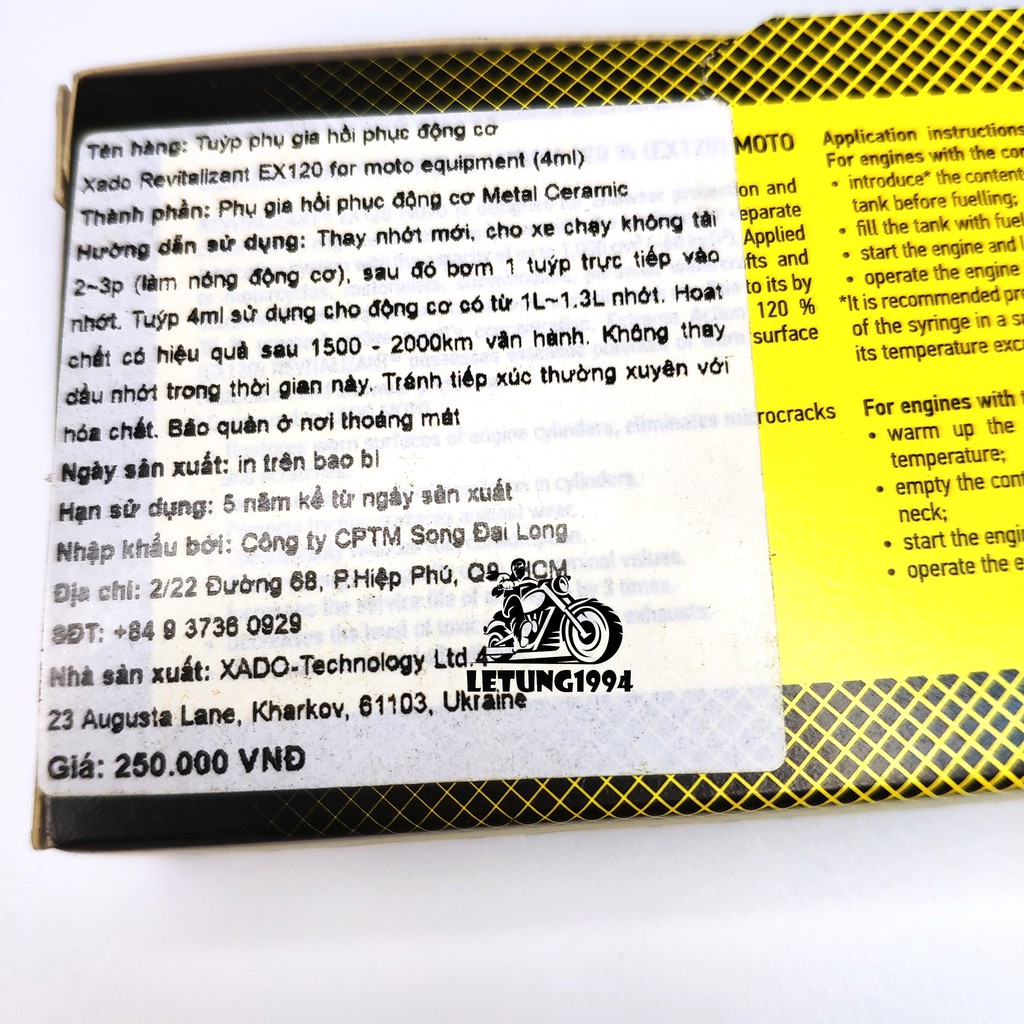 Tên hàng: Tuýp phụ gia hồi phục động cơ
Xado Revitalizant EX120 for moto equipment (4ml)
Thành phần: Phụ gia hồi phục động cơ Metal Ceramic
Hướng dẫn sử dụng: Thay nhớt mới, cho xe chạy không tải
2~3p (làm nóng động cơ), sau đó bơm 1 tuýp trực tiếp vào
nhớt. Tuýp 4ml sử dụng cho động cơ có từ 1L~1.3L nhớt. Hoạt
chất có hiệu quả sau 1500 - 2000km vận hành. Không thay
dầu nhớt trong thời gian này. Tránh tiếp xúc thường xuyên với
hóa chất. Bảo quản ở nơi thoáng mát
Ngày sản xuất: in trên bao bì
Hạn sử dụng: 5 năm kể từ ngày sản xuất
Nhập khẩu bởi: Công ty CPTM Song Đại Long
Địa chỉ: 2/22 Đường 68, P.Hiệp Phú, Q9, HCM
SĐT: +84 9 3736 0929
Nhà sản xuất: XADO-Technology Ltd.4
23 Augusta Lane, Kharkov, 61103, Ukraine
Giá: 250.000 VNĐ
LETUNG1994
MOTO
on and
separate
Applied
fts and
to its by
120 %
surface
rocracks
Application instructions
For engines with the con
• introduce* the content
tank before fuelling;
• fill the tank with fuel
• start the engine and l
• operate the engine
*It is recommended pre
of the syringe in a s
its temperature exc
For engines with t
• warm up the
temperature;
• empty the cont
neck;
• start the engi
• operate the e